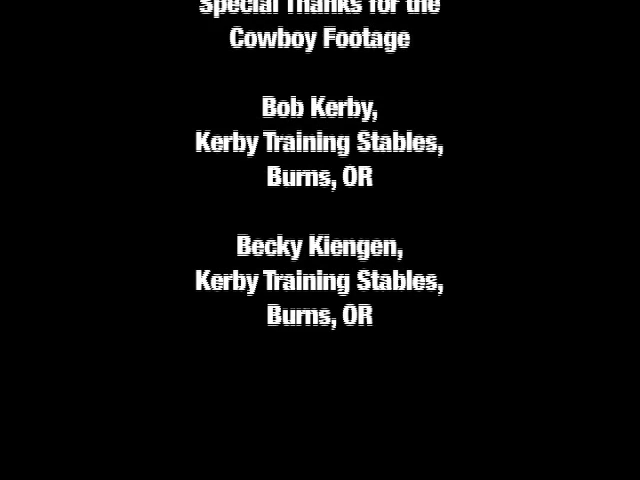 Special Thanks for the
Cowboy Footage
Bob Kerby,
Kerby Training Stables,
Burns, OR
Becky Kiengen,
Kerby Training Stables,
Burns, OR